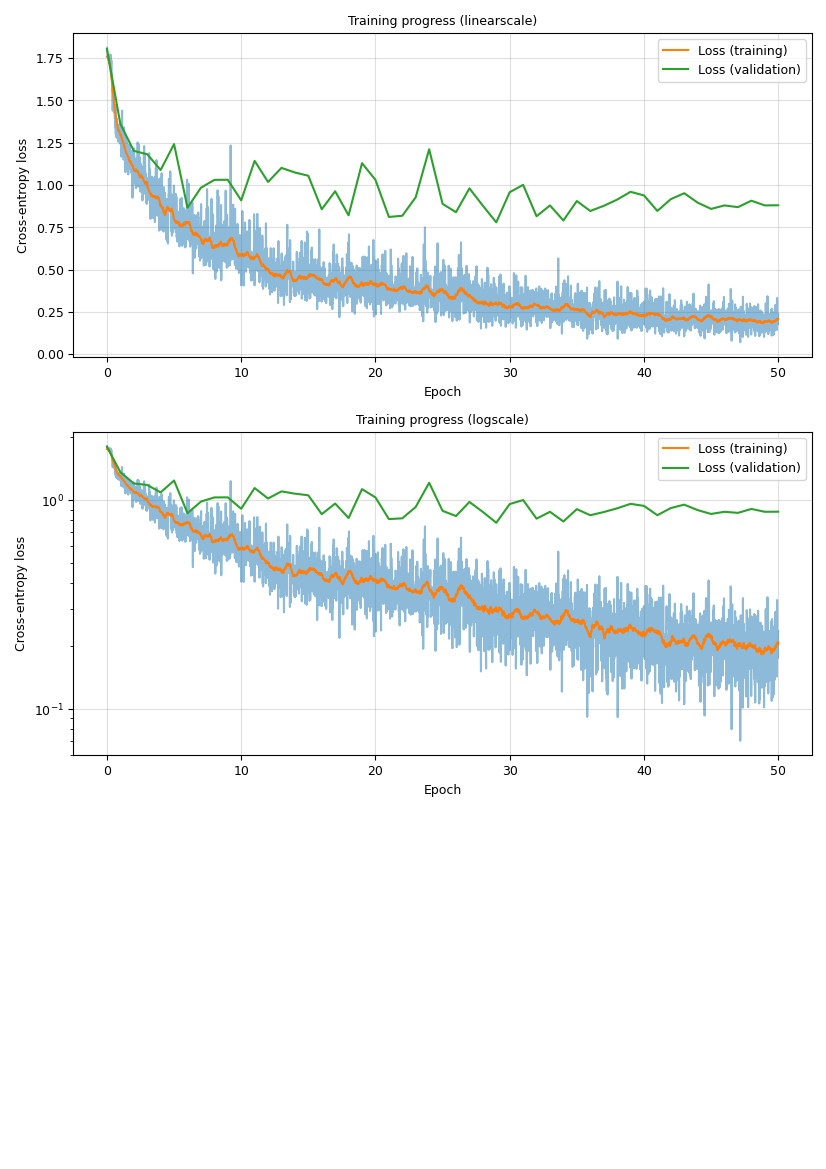 Training progress (linearscale)
Loss (training)
Loss (validation)
1.75
1.50
1.25
1.00
0.75
0.50
0.25
0.00
Cross-entropy loss
0 10 20 30 40 50
Epoch
Training progress (logscale)
Loss (training)
Loss (validation)
10⁰
10⁻¹
Cross-entropy loss
0 10 20 30 40 50
Epoch